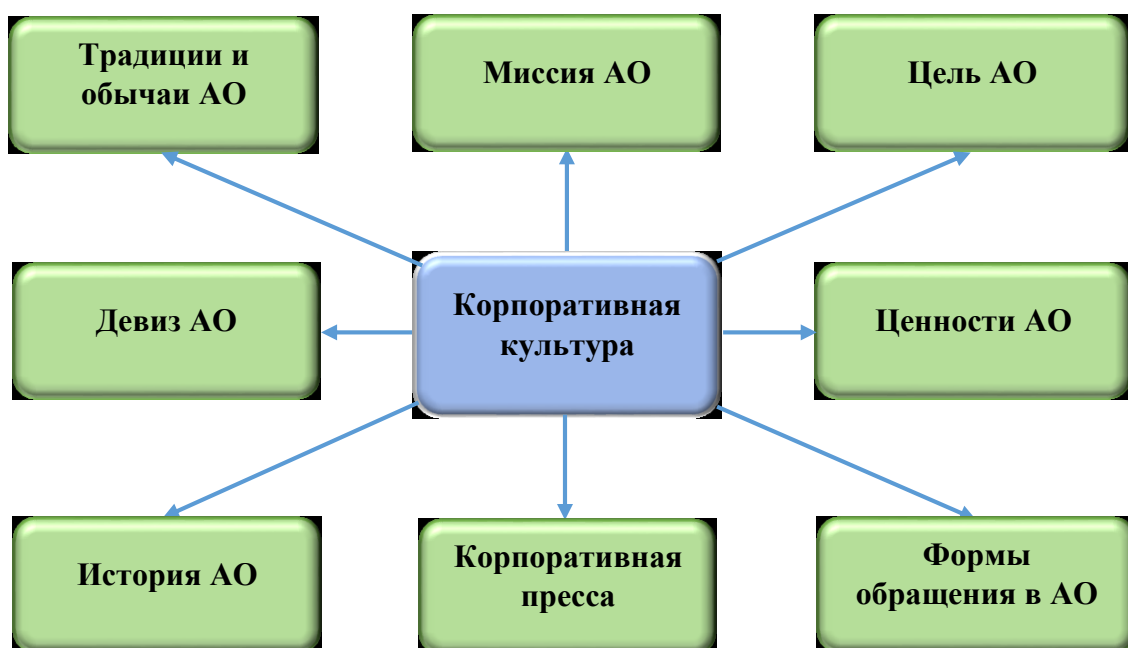 Традиции и
обычаи АО
Миссия АО
Цель АО
Девиз АО
Корпоративная
культура
Ценности АО
История АО
Корпоративная
пресса
Формы
обращения в АО